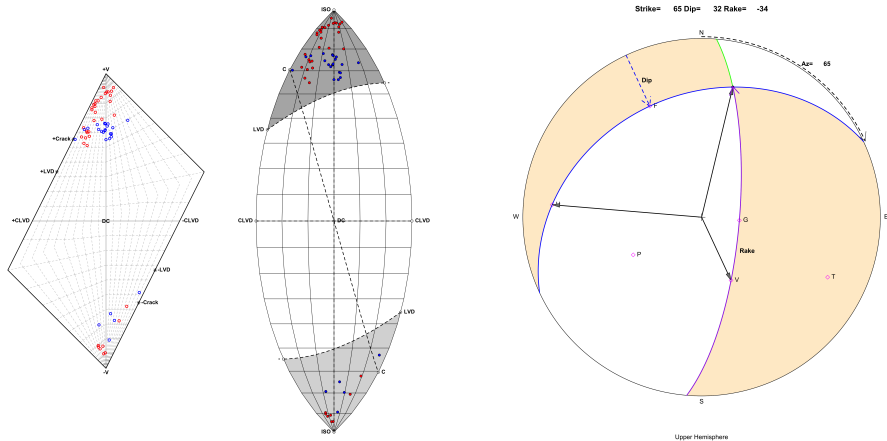 Strike= 65 Dip= 32 Rake= -34
+V
+Crack
+LVD
+CLVD
DC
-CLVD
-LVD
-Crack
-V
ISO
C
LVD
CLVD
DC
CLVD
LVD
C
ISO
N
Az= 65
Dip
F
W
E
G
P
Rake
V
T
S
Upper Hemisphere